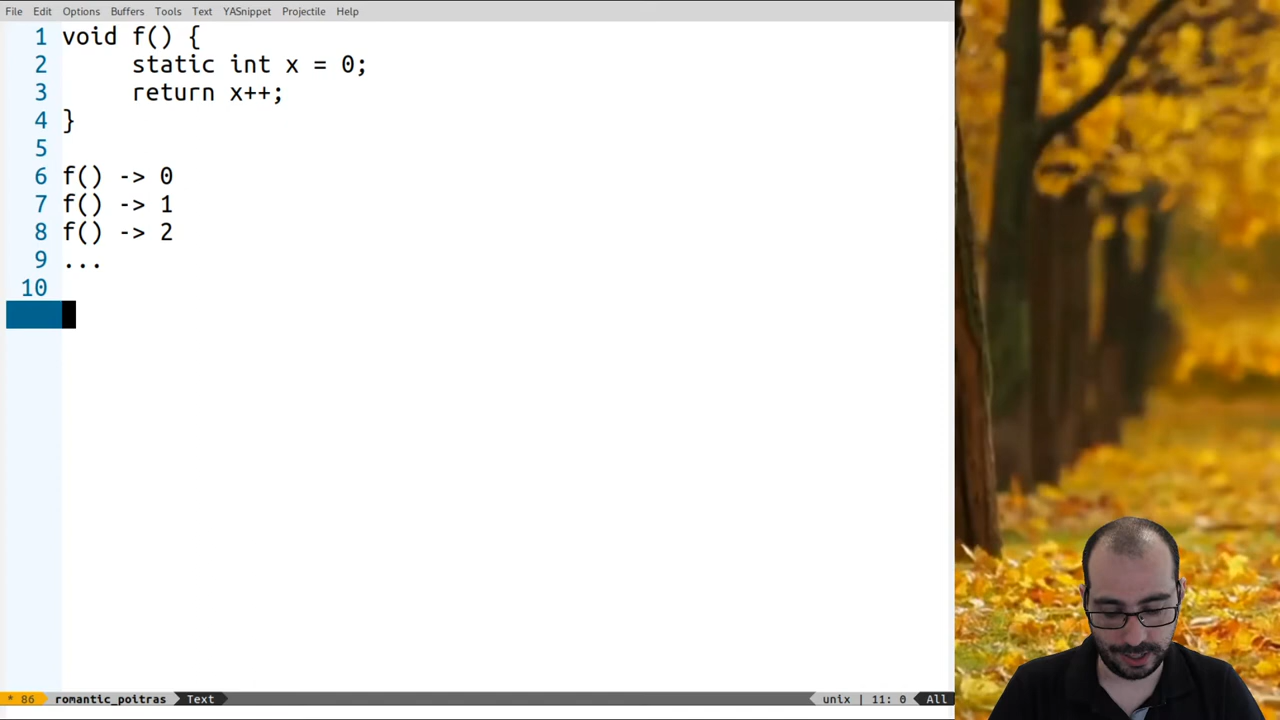 File Edit Options Buffers Tools Text YASnippet Projectile Help
1 void f() {
2 static int x = 0;
3 return x++;
4 }
5
6 f() -> 0
7 f() -> 1
8 f() -> 2
9 ...
10
* 86 romantic_poitras Text unix | 11: 0 All